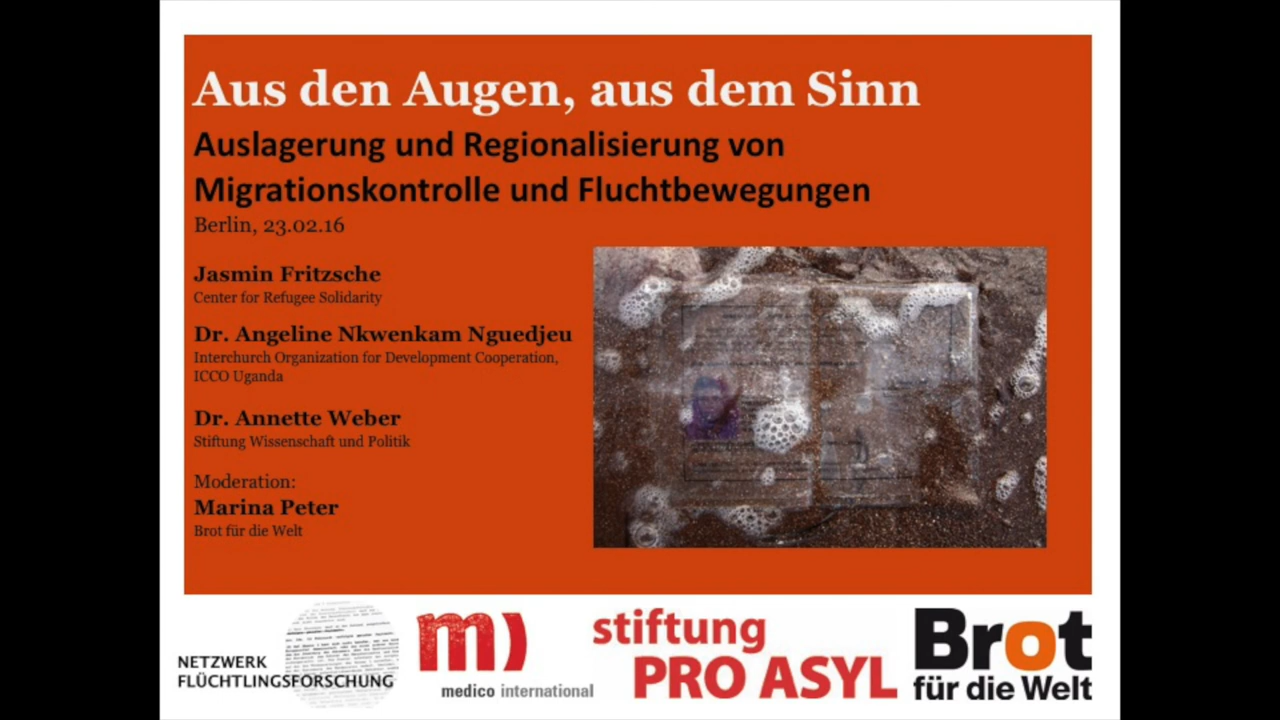 Aus den Augen, aus dem Sinn
Auslagerung und Regionalisierung von
Migrationskontrolle und Fluchtbewegungen
Berlin, 23.02.16
Jasmin Fritzsche
Center for Refugee Solidarity
Dr. Angeline Nkwenkam Nguedjeu
Interchurch Organization for Development Cooperation,
ICCO Uganda
Dr. Annette Weber
Stiftung Wissenschaft und Politik
Moderation:
Marina Peter
Brot für die Welt
NETZWERK
FLÜCHTLINGSFORSCHUNG
m)
medico international
stiftung
PRO ASYL
Brot
für die Welt